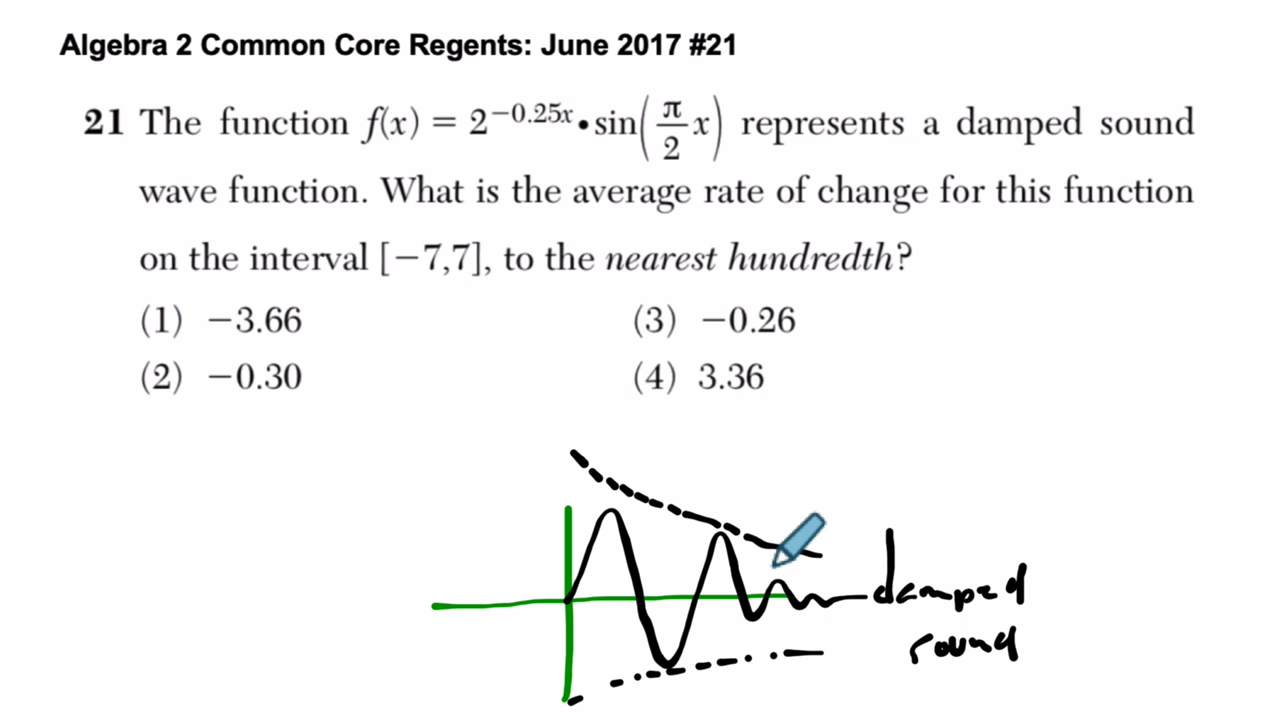 Algebra 2 Common Core Regents: June 2017 #21
21 The function f(x) = 2^−0.25x • sin(π/2 x) represents a damped sound
wave function. What is the average rate of change for this function
on the interval [−7,7], to the nearest hundredth?
(1) −3.66 (3) −0.26
(2) −0.30 (4) 3.36
damped
sound